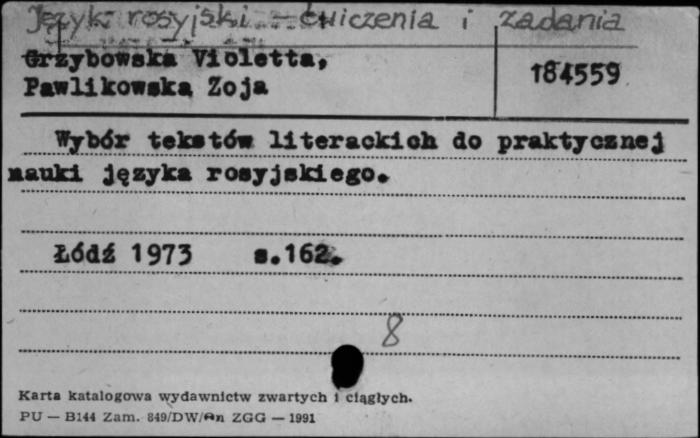 Język rosyjski - ćwiczenia i zadania
Grzybowska Violetta,
Pawlikowska Zoja
184559
Wybór tekstów literackich do praktycznej
nauki języka rosyjskiego.
Łódź 1973 s.162.
8
Karta katalogowa wydawnictw zwartych i ciągłych.
PU — B144 Zam. 849/DW/ ZGG — 1991